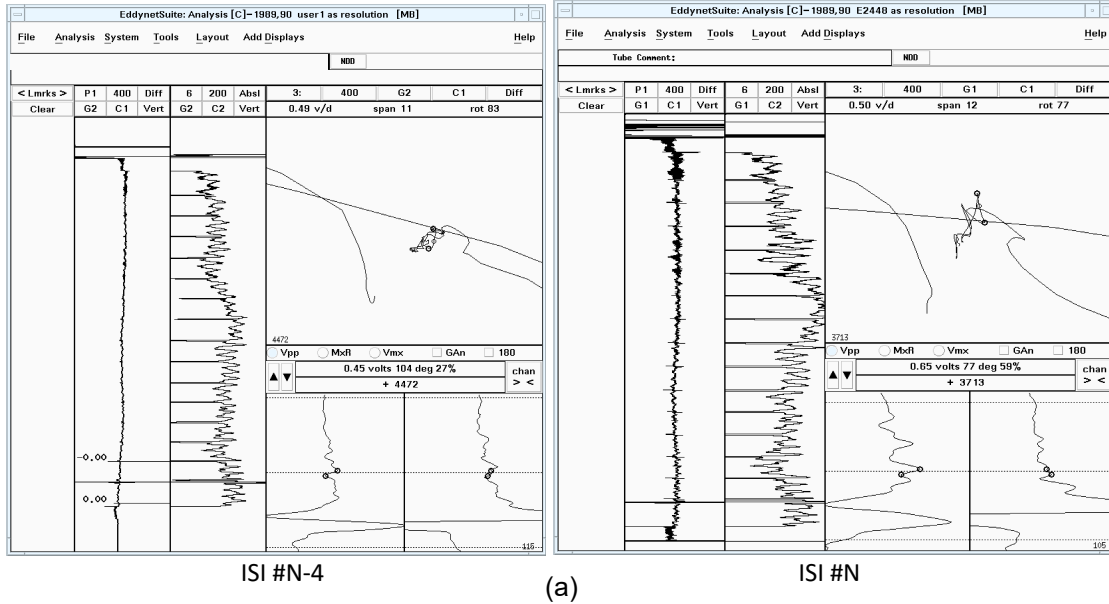 EddynetSuite: Analysis [C]-1989,90 user1 as resolution [MB]
File Analysis System Tools Layout Add Displays Help
NDD
< Lmrks > P1 400 Diff 6 200 Absl 3: 400 G2 C1 Diff
Clear G2 C1 Vert G2 C2 Vert 0.49 v/d span 11 rot 83
4472
Vpp MxR Vmx GAn 180
0.45 volts 104 deg 27% chan
+ 4472 > <
-0.00
0.00
115
ISI #N-4
EddynetSuite: Analysis [C]-1989,90 E2448 as resolution [MB]
File Analysis System Tools Layout Add Displays Help
Tube Comment: NDD
< Lmrks > P1 400 Diff 6 200 Absl 3: 400 G1 C1 Diff
Clear G1 C1 Vert G1 C2 Vert 0.50 v/d span 12 rot 77
3713
Vpp MxR Vmx GAn 180
0.65 volts 77 deg 59% chan
+ 3713 > <
105
ISI #N
(a)